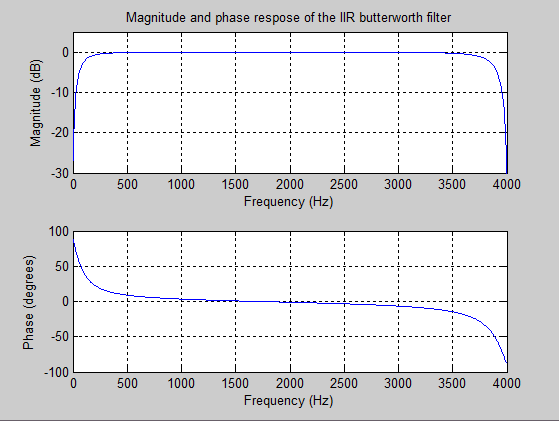 Magnitude and phase respose of the IIR butterworth filter
Magnitude (dB)
0
-10
-20
-30
0 500 1000 1500 2000 2500 3000 3500 4000
Frequency (Hz)
Phase (degrees)
100
50
0
-50
-100
0 500 1000 1500 2000 2500 3000 3500 4000
Frequency (Hz)